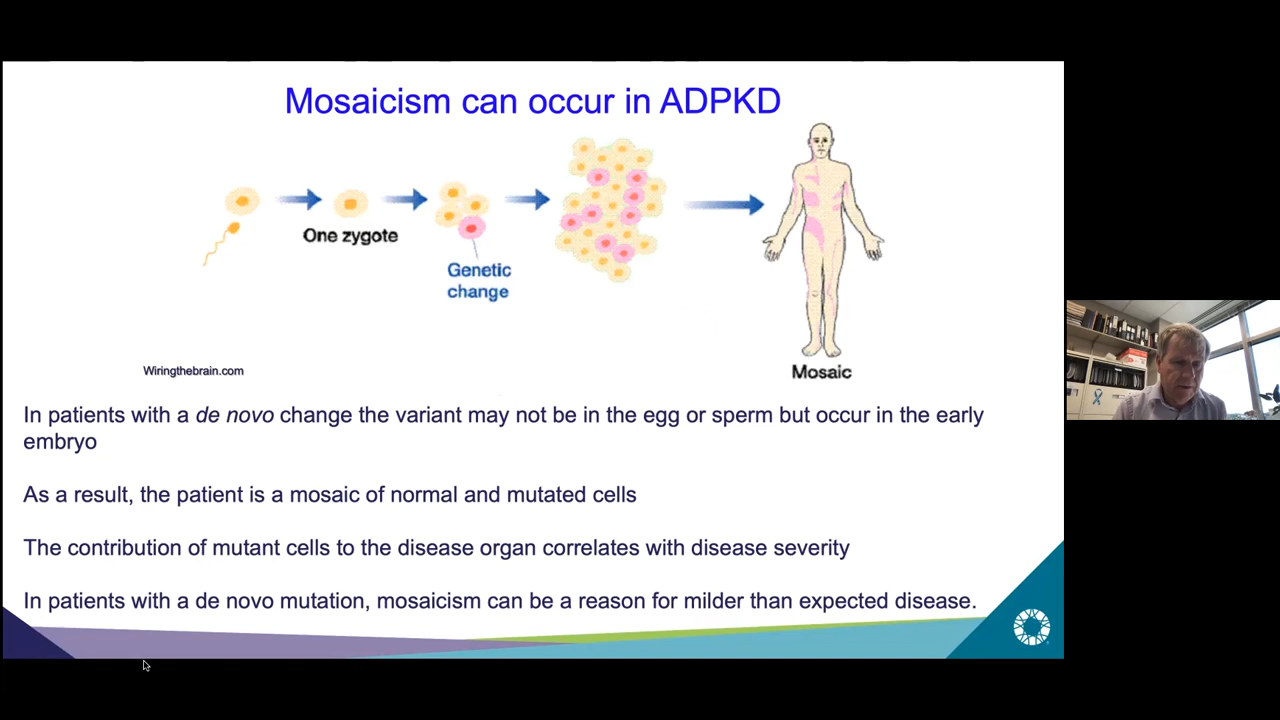 Mosaicism can occur in ADPKD
One zygote
Genetic
change
Mosaic
Wiringthebrain.com
In patients with a de novo change the variant may not be in the egg or sperm but occur in the early
embryo
As a result, the patient is a mosaic of normal and mutated cells
The contribution of mutant cells to the disease organ correlates with disease severity
In patients with a de novo mutation, mosaicism can be a reason for milder than expected disease.